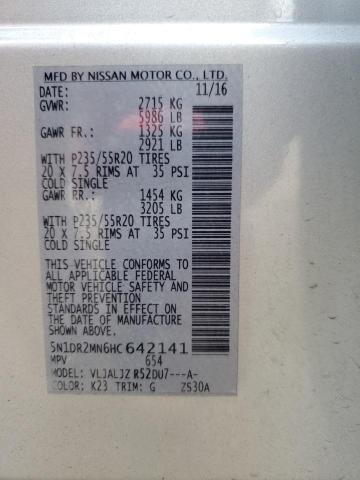 MFD BY NISSAN MOTOR CO., LTD.
DATE: 11/16
GVWR: 2715 KG
5986 LB
GAWR FR.: 1325 KG
2921 LB
WITH P235/55R20 TIRES
20 X 7.5 RIMS AT 35 PSI
COLD SINGLE
GAWR RR.: 1454 KG
3205 LB
WITH P235/55R20 TIRES
20 X 7.5 RIMS AT 35 PSI
COLD SINGLE
THIS VEHICLE CONFORMS TO
ALL APPLICABLE FEDERAL
MOTOR VEHICLE SAFETY AND
AND THEFT PREVENTION
STANDARDS IN EFFECT ON
THE DATE OF MANUFACTURE
SHOWN ABOVE.
5N1DR2MN6HC 642141
MPV 654
MODEL: VLJALJZ R52DU7---A-
COLOR: K23 TRIM: G ZS30A